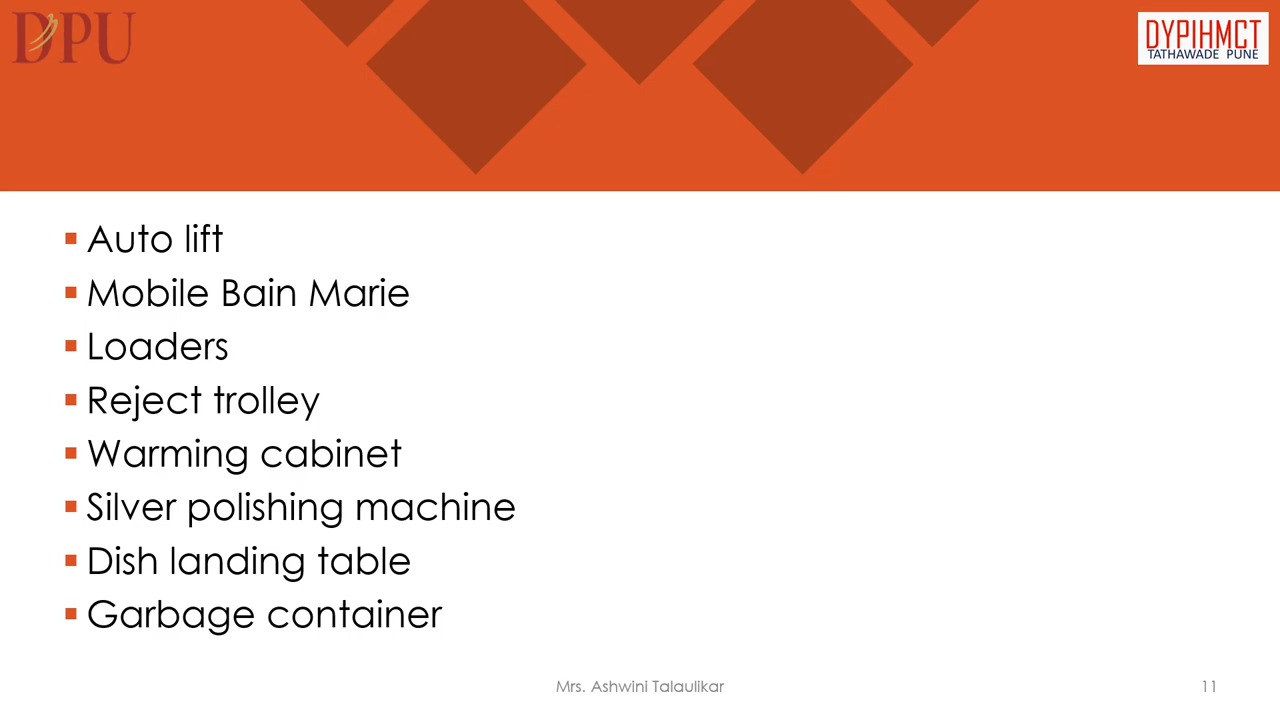 DPU
DYPIHMCT
TATHAWADE PUNE
Auto lift
Mobile Bain Marie
Loaders
Reject trolley
Warming cabinet
Silver polishing machine
Dish landing table
Garbage container
Mrs. Ashwini Talaulikar
11